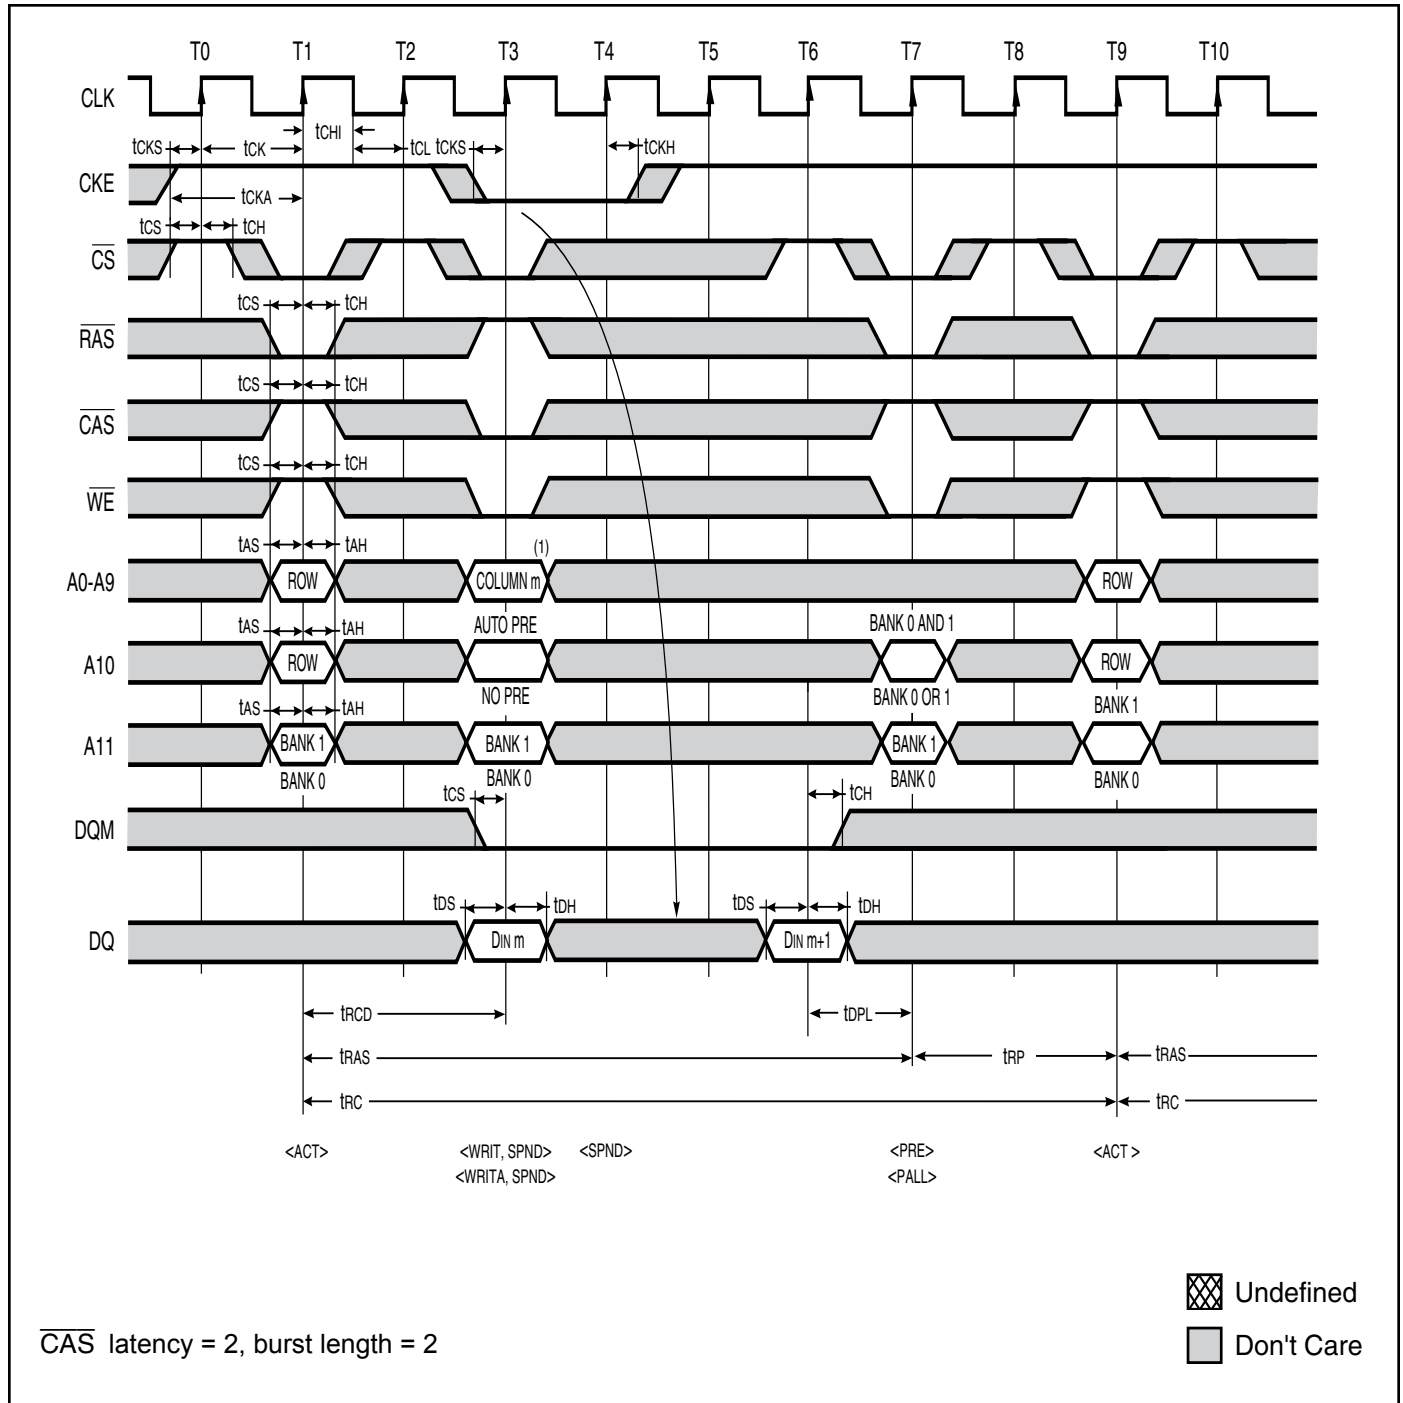 T0 T1 T2 T3 T4 T5 T6 T7 T8 T9 T10
CLK
tCHI
tCKS tCK tCL tCKS tCKH
CKE
tCKA
tCS tCH
CS
tCS tCH
RAS
tCS tCH
CAS
tCS tCH
WE
tAS tAH (1)
A0-A9 ROW COLUMN m ROW
tAS tAH AUTO PRE BANK 0 AND 1
A10 ROW ROW
NO PRE BANK 0 OR 1 BANK 1
tAS tAH
A11 BANK 1 BANK 1 BANK 1
BANK 0 BANK 0 BANK 0 BANK 0
tCS tCH
DQM
tDS tDH tDS tDH
DQ DIN m DIN m+1
tRCD tDPL
tRAS tRP tRAS
tRC tRC
<ACT> <WRIT, SPND> <SPND> <PRE> <ACT >
<WRITA, SPND> <PALL>
Undefined
CAS latency = 2, burst length = 2
Don't Care